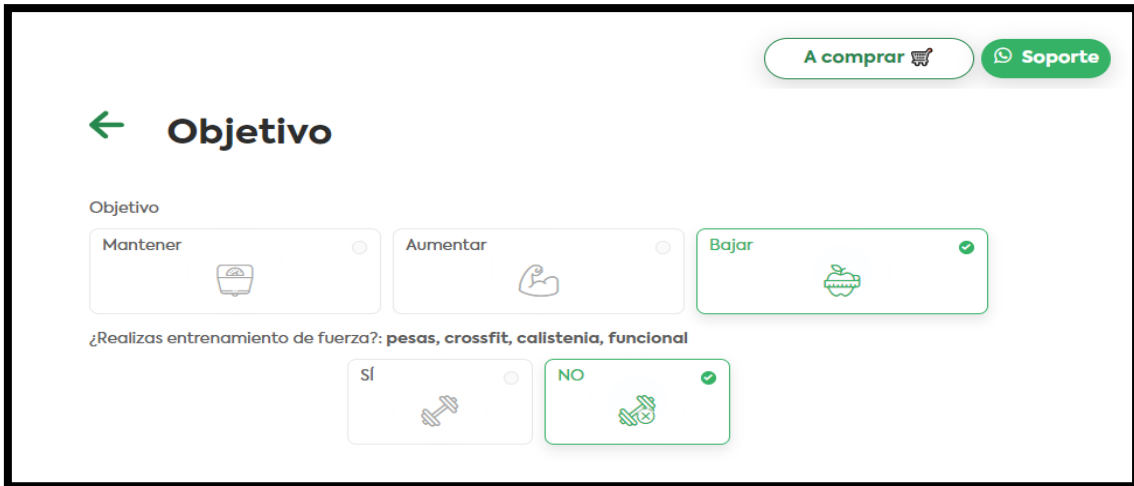 A comprar 🛒
Soporte
Objetivo
Objetivo
Mantener
Aumentar
Bajar
¿Realizas entrenamiento de fuerza?: pesas, crossfit, calistenia, funcional
SÍ
NO